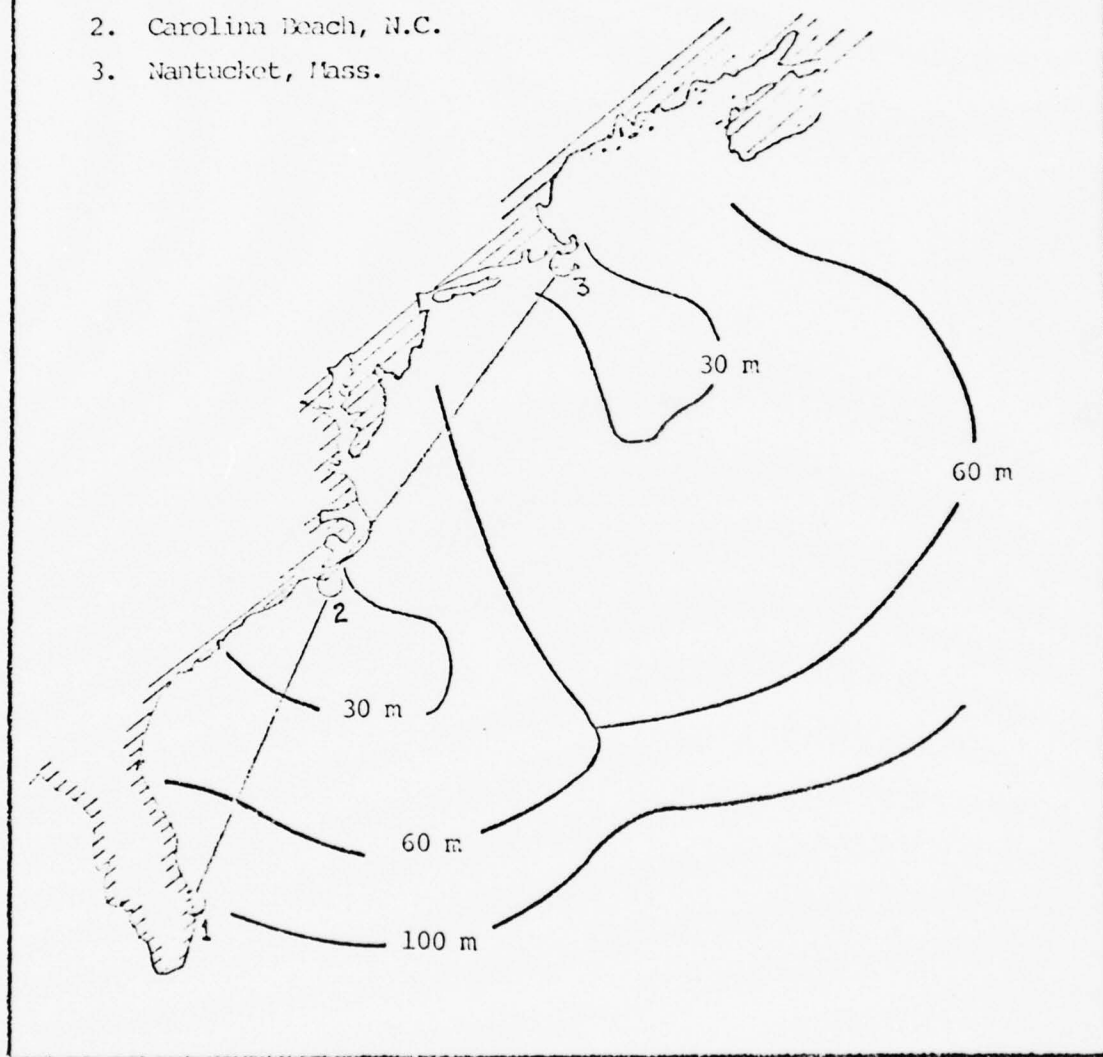 2. Carolina Beach, N.C.
3. Nantucket, Mass.
3
30 m
60 m
2
30 m
60 m
1
100 m